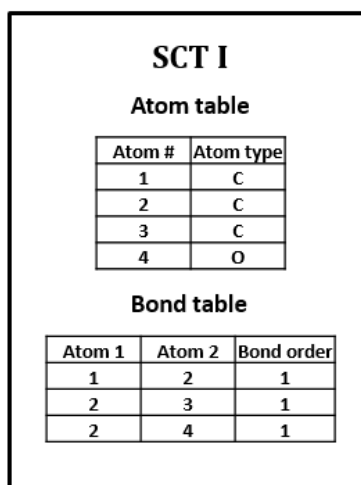 SCT I
Atom table
Atom # Atom type
1 C
2 C
3 C
4 O
Bond table
Atom 1 Atom 2 Bond order
1 2 1
2 3 1
2 4 1